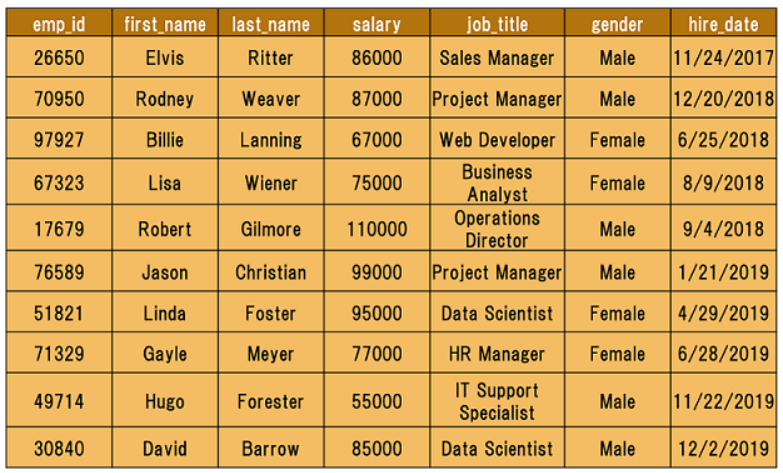 emp_id first_name last_name salary job_title gender hire_date
26650 Elvis Ritter 86000 Sales Manager Male 11/24/2017
70950 Rodney Weaver 87000 Project Manager Male 12/20/2018
97927 Billie Lanning 67000 Web Developer Female 6/25/2018
67323 Lisa Wiener 75000 Business Analyst Female 8/9/2018
17679 Robert Gilmore 110000 Operations Director Male 9/4/2018
76589 Jason Christian 99000 Project Manager Male 1/21/2019
51821 Linda Foster 95000 Data Scientist Female 4/29/2019
71329 Gayle Meyer 77000 HR Manager Female 6/28/2019
49714 Hugo Forester 55000 IT Support Specialist Male 11/22/2019
30840 David Barrow 85000 Data Scientist Male 12/2/2019